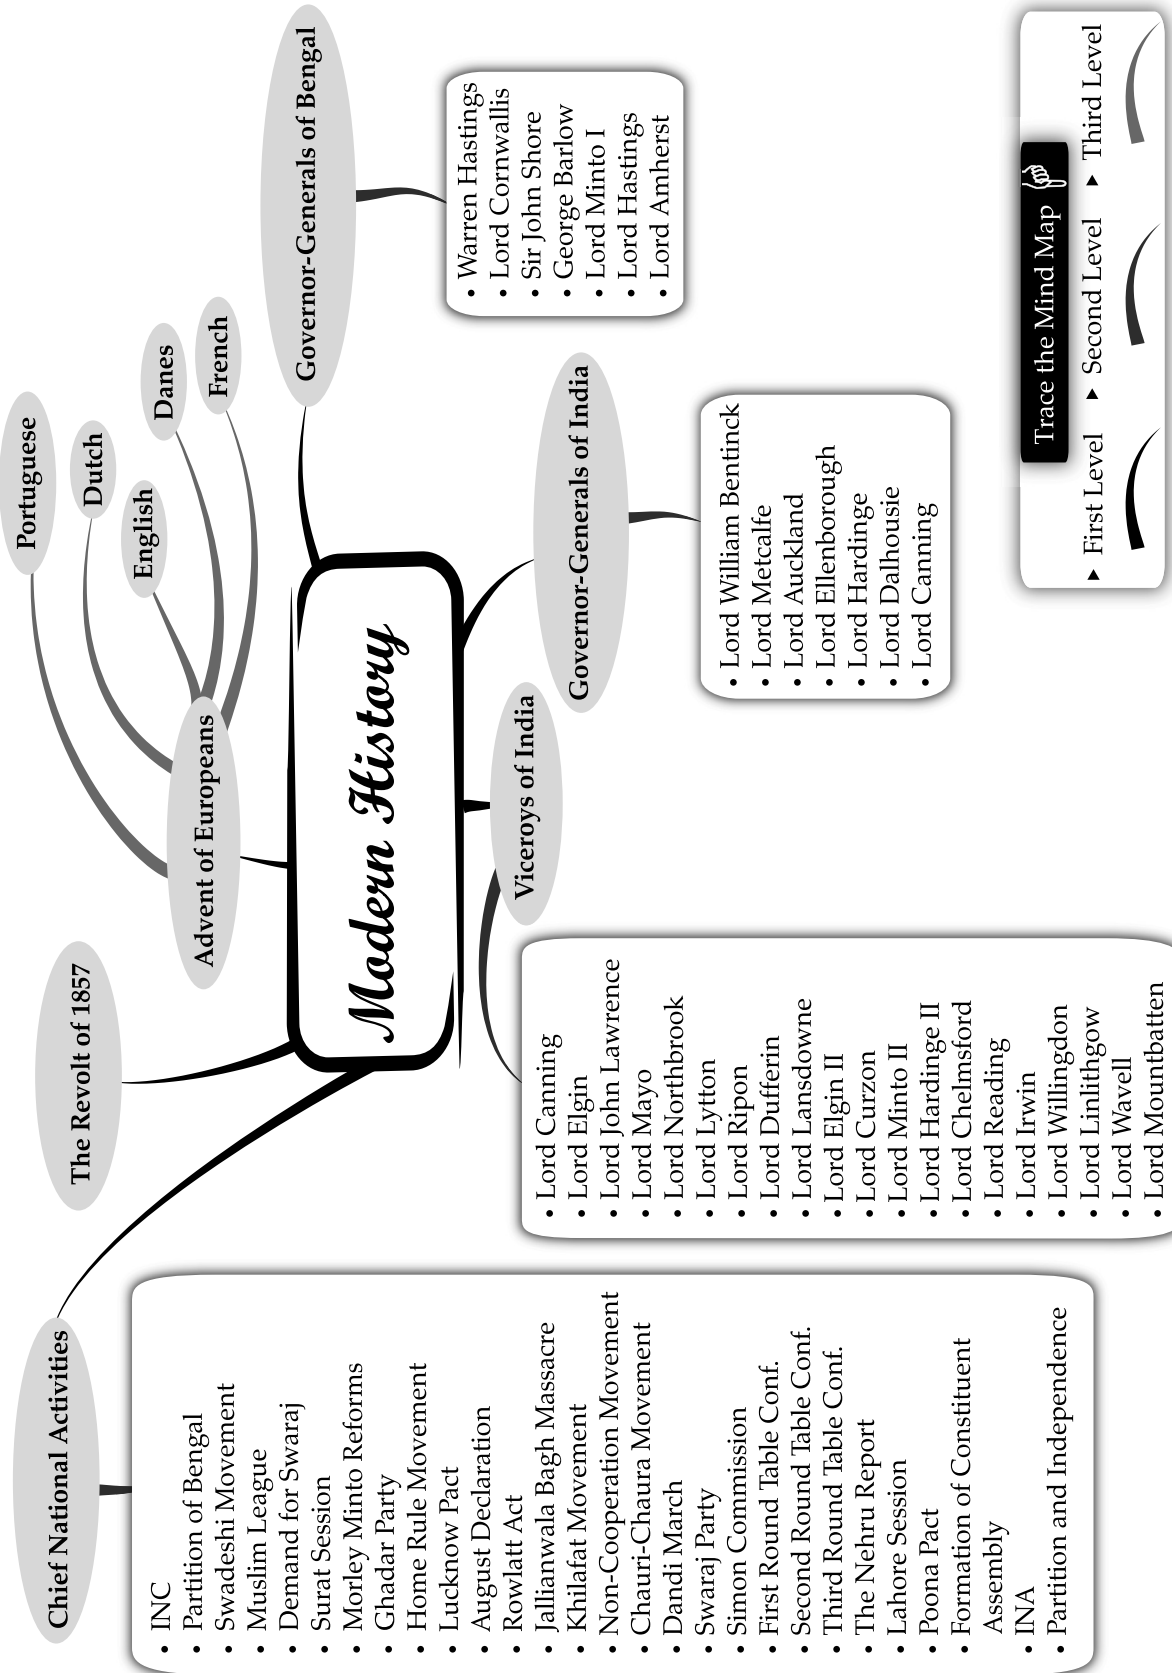 Modern History
Advent of Europeans
Portuguese
Dutch
English
Danes
French
Governor-Generals of Bengal
• Warren Hastings
• Lord Cornwallis
• Sir John Shore
• George Barlow
• Lord Minto I
• Lord Hastings
• Lord Amherst
Governor-Generals of India
• Lord William Bentinck
• Lord Metcalfe
• Lord Auckland
• Lord Ellenborough
• Lord Hardinge
• Lord Dalhousie
• Lord Canning
Viceroys of India
• Lord Canning
• Lord Elgin
• Lord John Lawrence
• Lord Mayo
• Lord Northbrook
• Lord Lytton
• Lord Ripon
• Lord Dufferin
• Lord Lansdowne
• Lord Elgin II
• Lord Curzon
• Lord Minto II
• Lord Hardinge II
• Lord Chelmsford
• Lord Reading
• Lord Irwin
• Lord Willingdon
• Lord Linlithgow
• Lord Wavell
• Lord Mountbatten
The Revolt of 1857
Chief National Activities
• INC
• Partition of Bengal
• Swadeshi Movement
• Muslim League
• Demand for Swaraj
• Surat Session
• Morley Minto Reforms
• Ghadar Party
• Home Rule Movement
• Lucknow Pact
• August Declaration
• Rowlatt Act
• Jallianwala Bagh Massacre
• Khilafat Movement
• Non-Cooperation Movement
• Chauri-Chaura Movement
• Dandi March
• Swaraj Party
• Simon Commission
• First Round Table Conf.
• Second Round Table Conf.
• Third Round Table Conf.
• The Nehru Report
• Lahore Session
• Poona Pact
• Formation of Constituent
Assembly
• INA
• Partition and Independence
Trace the Mind Map
▸ First Level ▸ Second Level ▸ Third Level